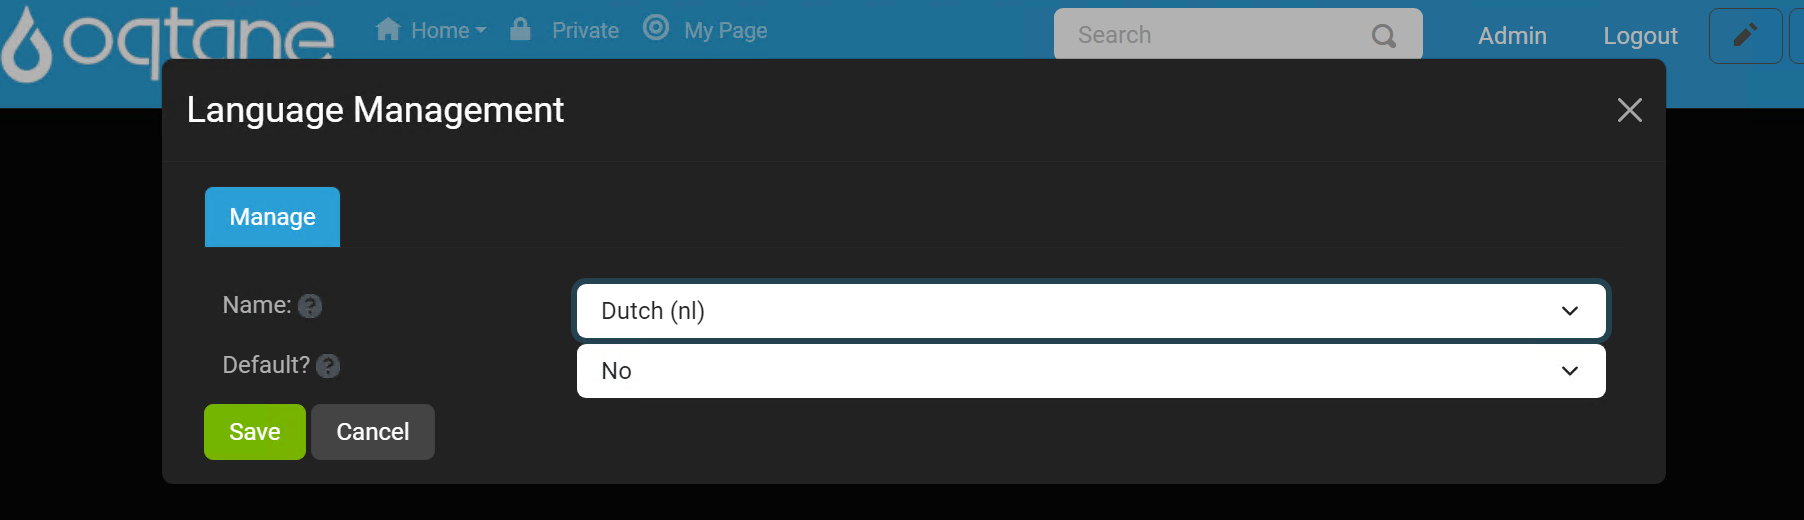 oqtane Home Private My Page Search Admin Logout
Language Management
Manage
Name: ?
Dutch (nl)
Default? ?
No
Save Cancel